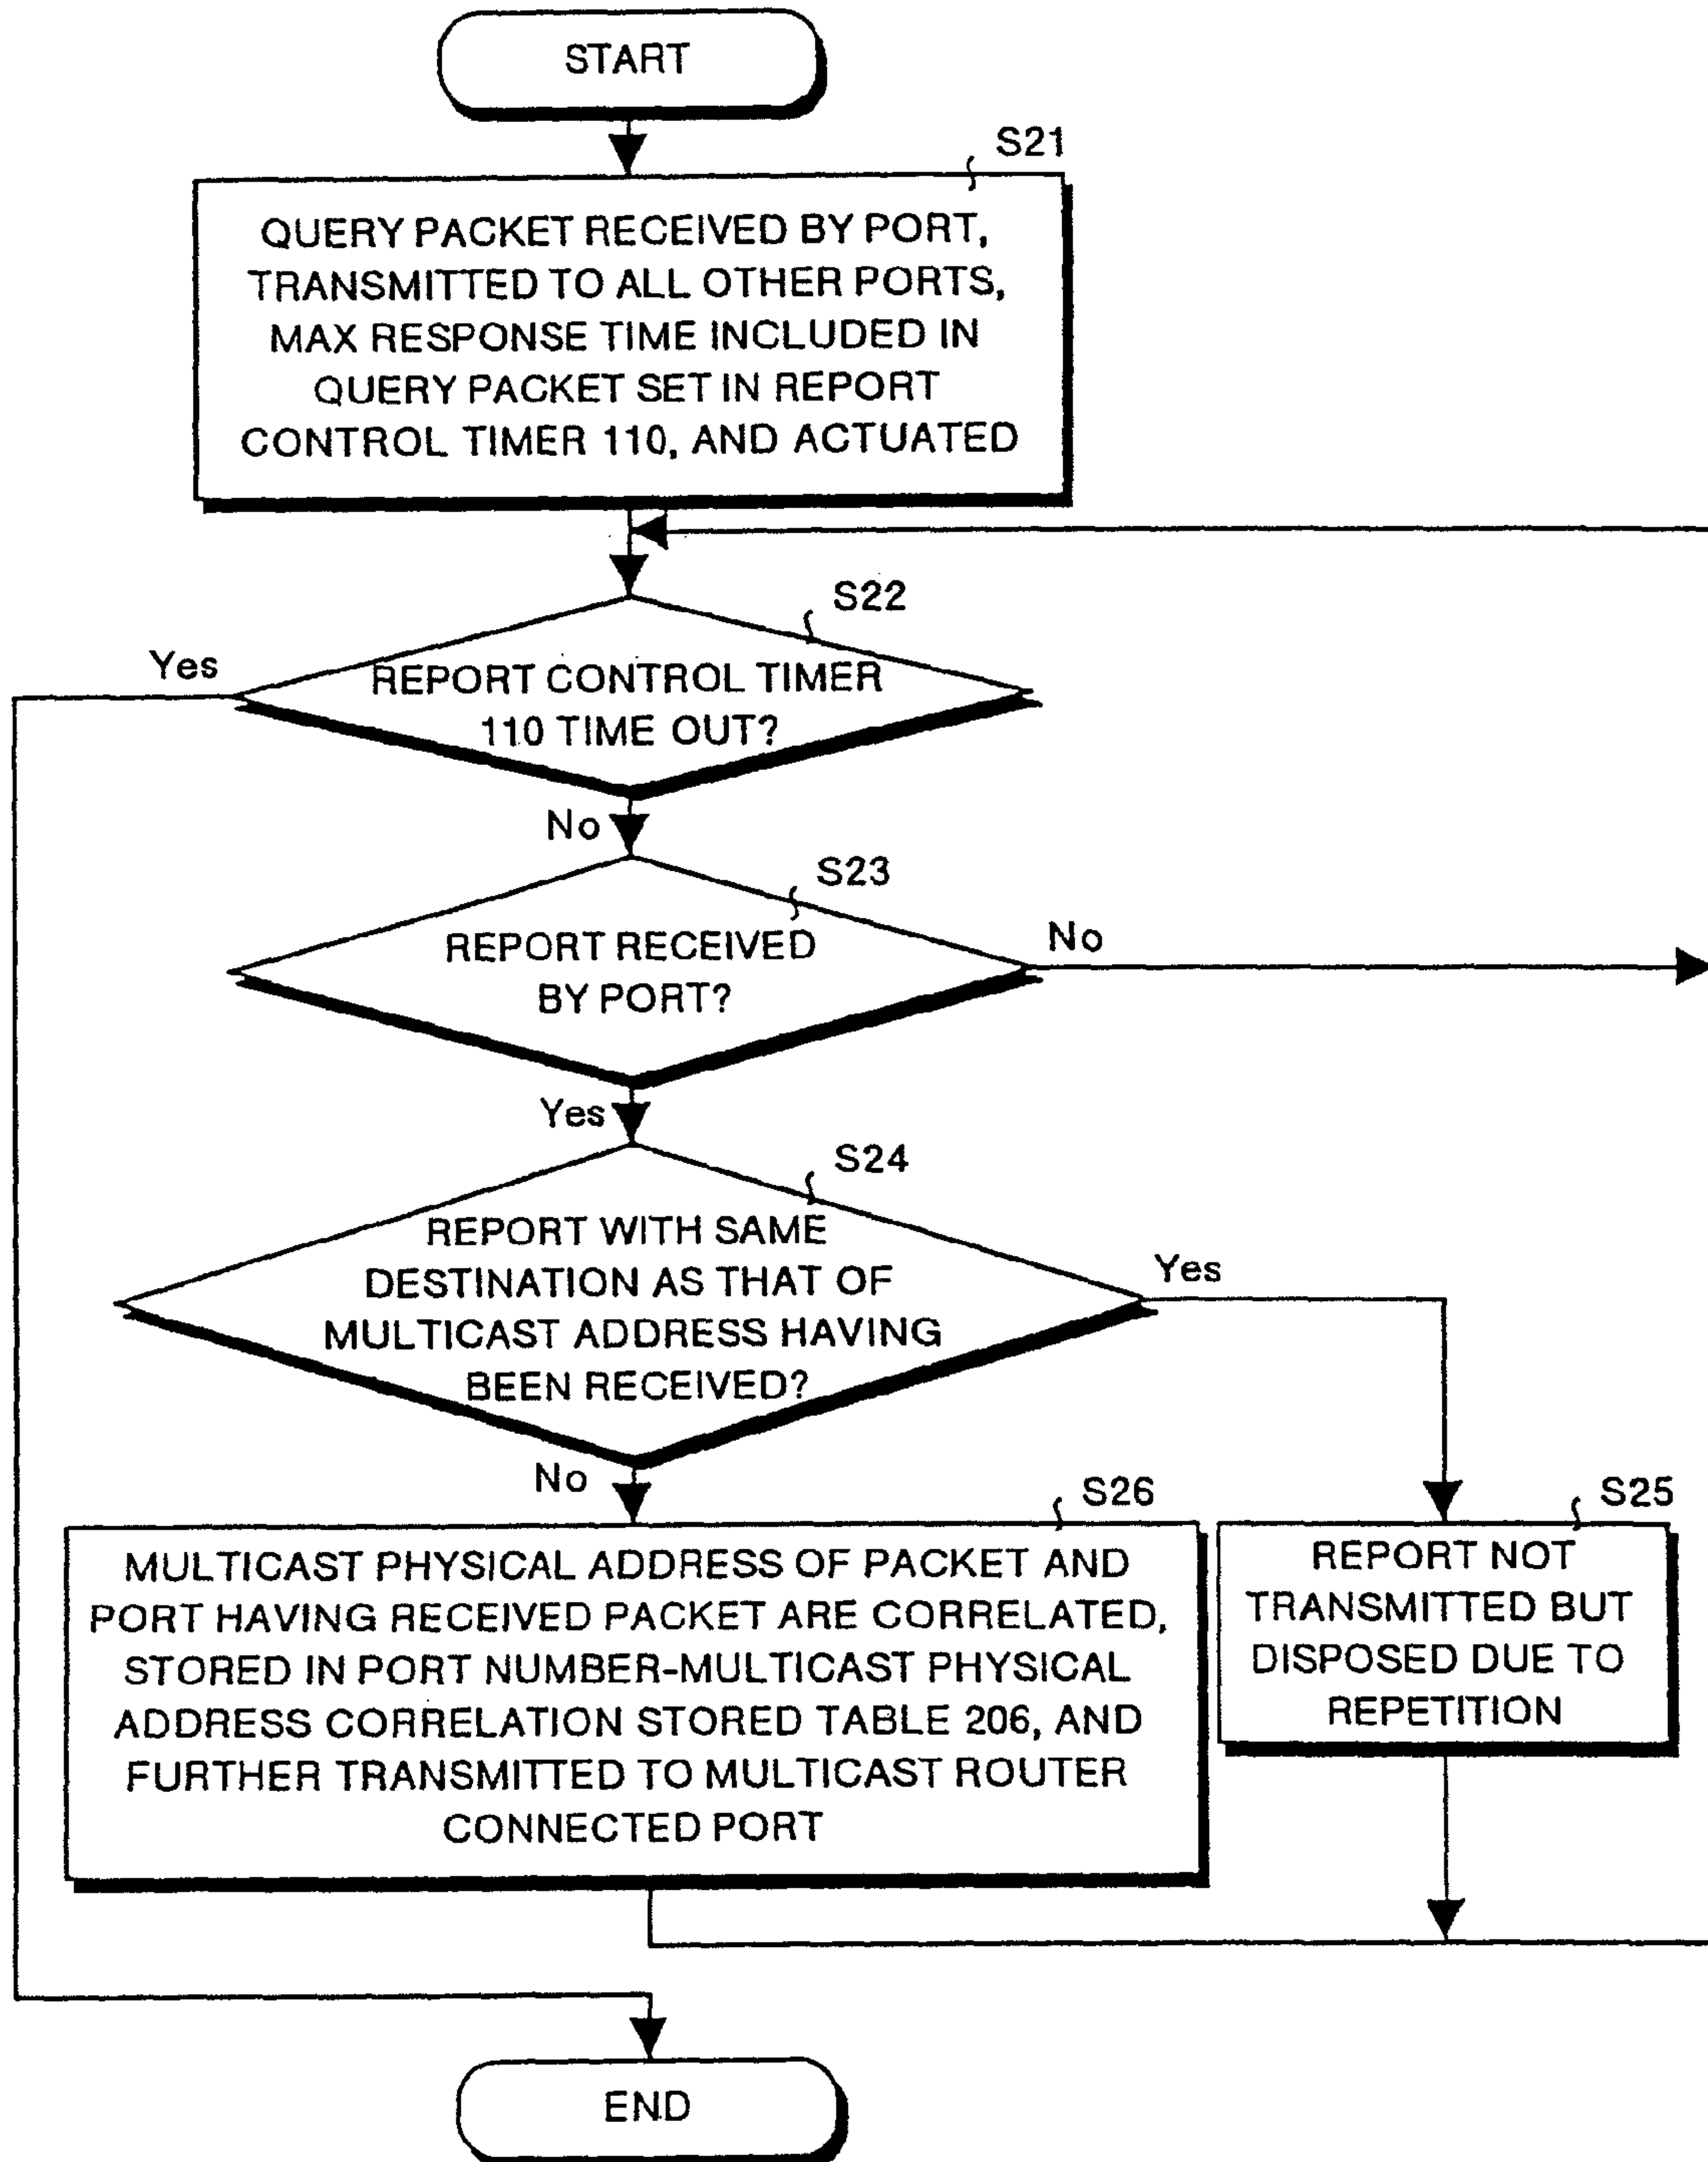 START
S21
QUERY PACKET RECEIVED BY PORT,
TRANSMITTED TO ALL OTHER PORTS,
MAX RESPONSE TIME INCLUDED IN
QUERY PACKET SET IN REPORT
CONTROL TIMER 110, AND ACTUATED
S22
Yes
REPORT CONTROL TIMER
110 TIME OUT?
No
S23
REPORT RECEIVED
BY PORT?
No
Yes
S24
REPORT WITH SAME
DESTINATION AS THAT OF
MULTICAST ADDRESS HAVING
BEEN RECEIVED?
Yes
No
S26
MULTICAST PHYSICAL ADDRESS OF PACKET AND
PORT HAVING RECEIVED PACKET ARE CORRELATED,
STORED IN PORT NUMBER-MULTICAST PHYSICAL
ADDRESS CORRELATION STORED TABLE 206, AND
FURTHER TRANSMITTED TO MULTICAST ROUTER
CONNECTED PORT
S25
REPORT NOT
TRANSMITTED BUT
DISPOSED DUE TO
REPETITION
END